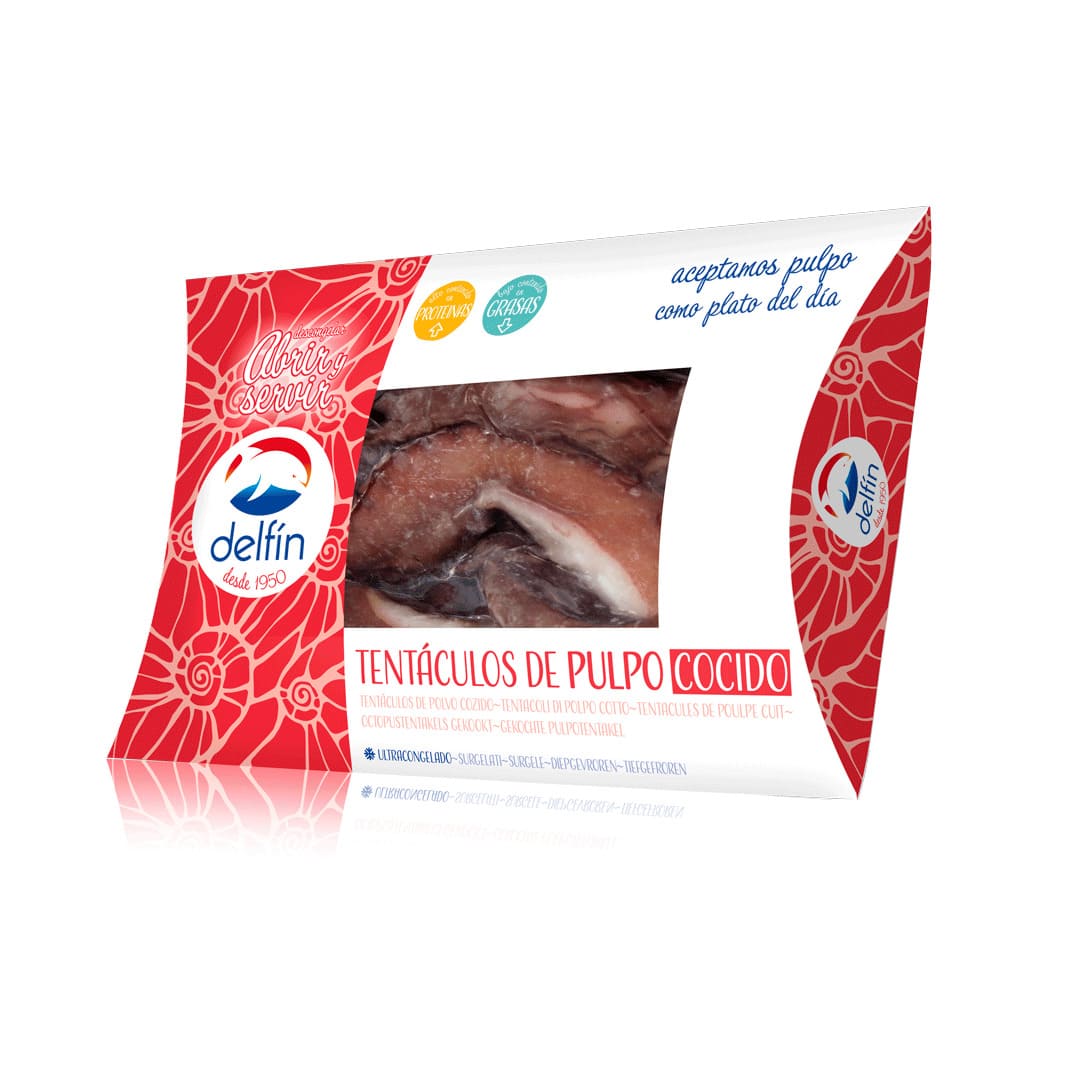 descongelar
Abrir y
servir
delfín
desde 1950
alto contenido
en
PROTEINAS
bajo contenido
en
GRASAS
aceptamos pulpo
como plato del día
TENTÁCULOS DE PULPO COCIDO
TENTÁCULOS DE POLVO COZIDO~TENTACOLI DI POLPO COTTO~TENTACULES DE POULPE CUIT~
OCTOPUSTENTAKELS GEKOOKT~GEKOCHTE PULPOTENTAKEL
ULTRACONGELADO~SURGELATI~SURGELE~DIEPGEVROREN~TIEFGEFROREN
delfín
desde 1950